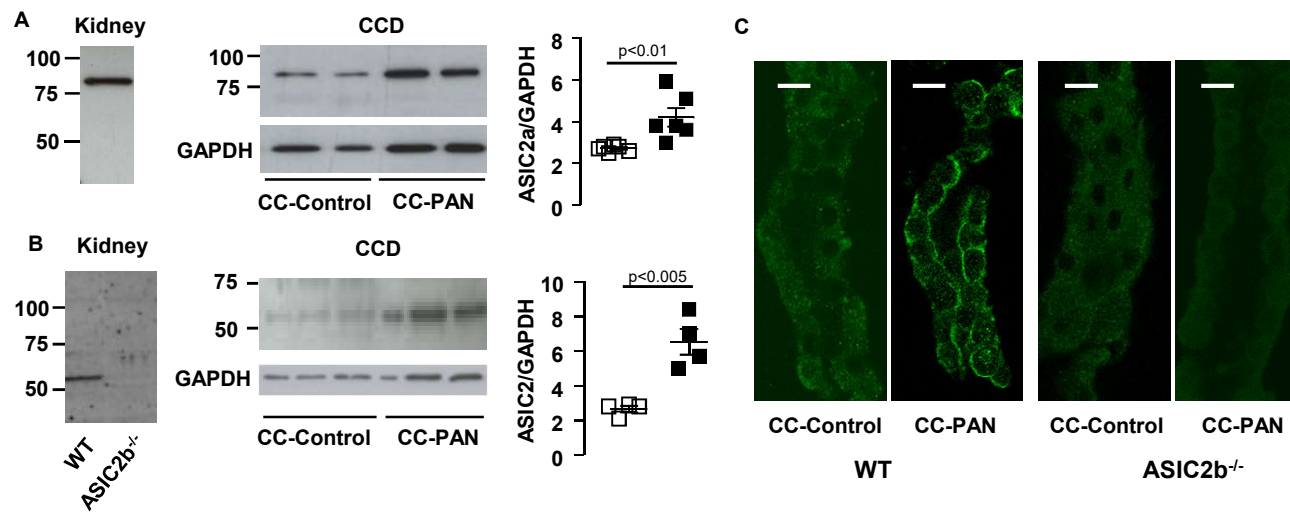 A
Kidney
100
75
50
CCD
100
75
GAPDH
CC-Control CC-PAN
ASIC2a/GAPDH
8
6
4
2
0
p<0.01
B
Kidney
100
75
50
WT
ASIC2b-/-
CCD
75
50
GAPDH
CC-Control CC-PAN
ASIC2/GAPDH
10
8
6
4
2
0
p<0.005
C
CC-Control CC-PAN CC-Control CC-PAN
WT ASIC2b-/-